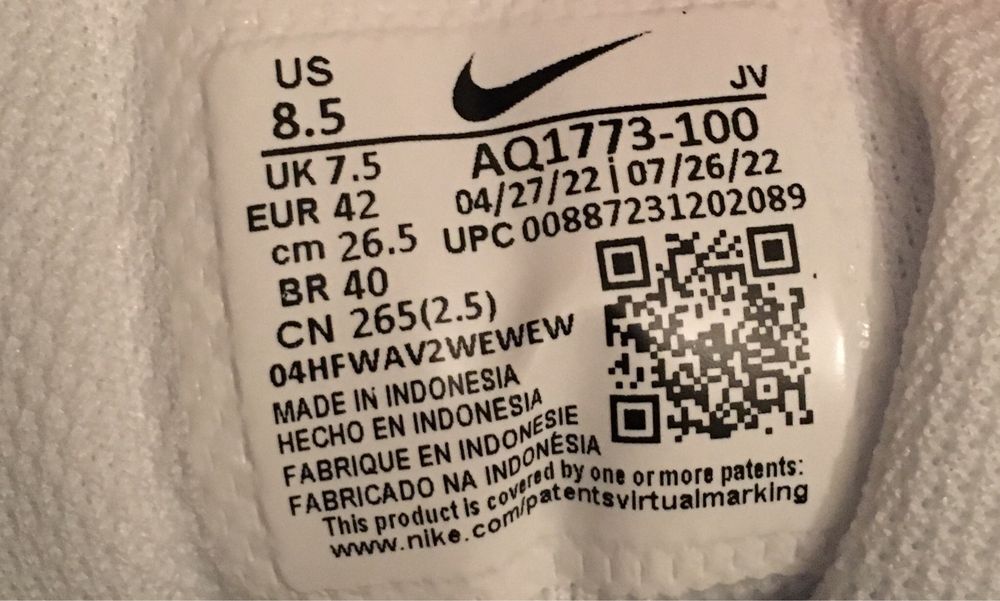 US
8.5
JV
UK 7.5
EUR 42
cm 26.5
BR 40
CN 265(2.5)
AQ1773-100
04/27/22 | 07/26/22
UPC 00887231202089
04HFWAV2WEWEW
MADE IN INDONESIA
HECHO EN INDONESIA
FABRIQUE EN INDONESIE
FABRICADO NA INDONÉSIA
This product is covered by one or more patents:
www.nike.com/patentsvirtualmarking